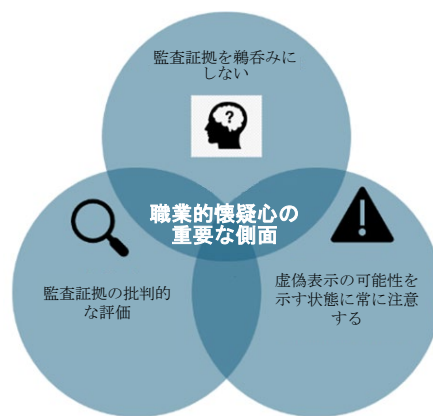 監査証拠を鵜呑みに
しない
?
職業的懐疑心の
重要な側面
監査証拠の批判的
な評価
虚偽表示の可能性を
示す状態に常に注意
する